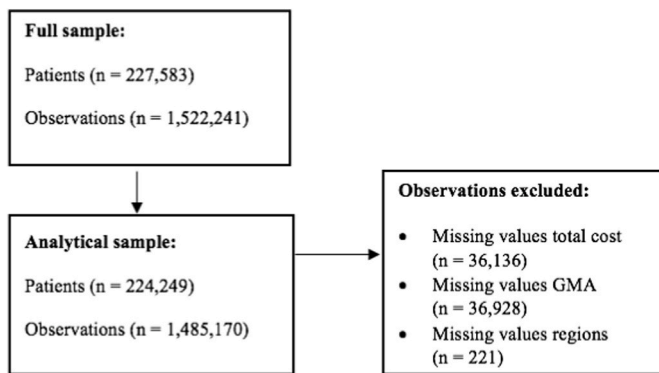 Full sample:
Patients (n = 227,583)
Observations (n = 1,522,241)
Analytical sample:
Patients (n = 224,249)
Observations (n = 1,485,170)
Observations excluded:
• Missing values total cost
(n = 36,136)
• Missing values GMA
(n = 36,928)
• Missing values regions
(n = 221)